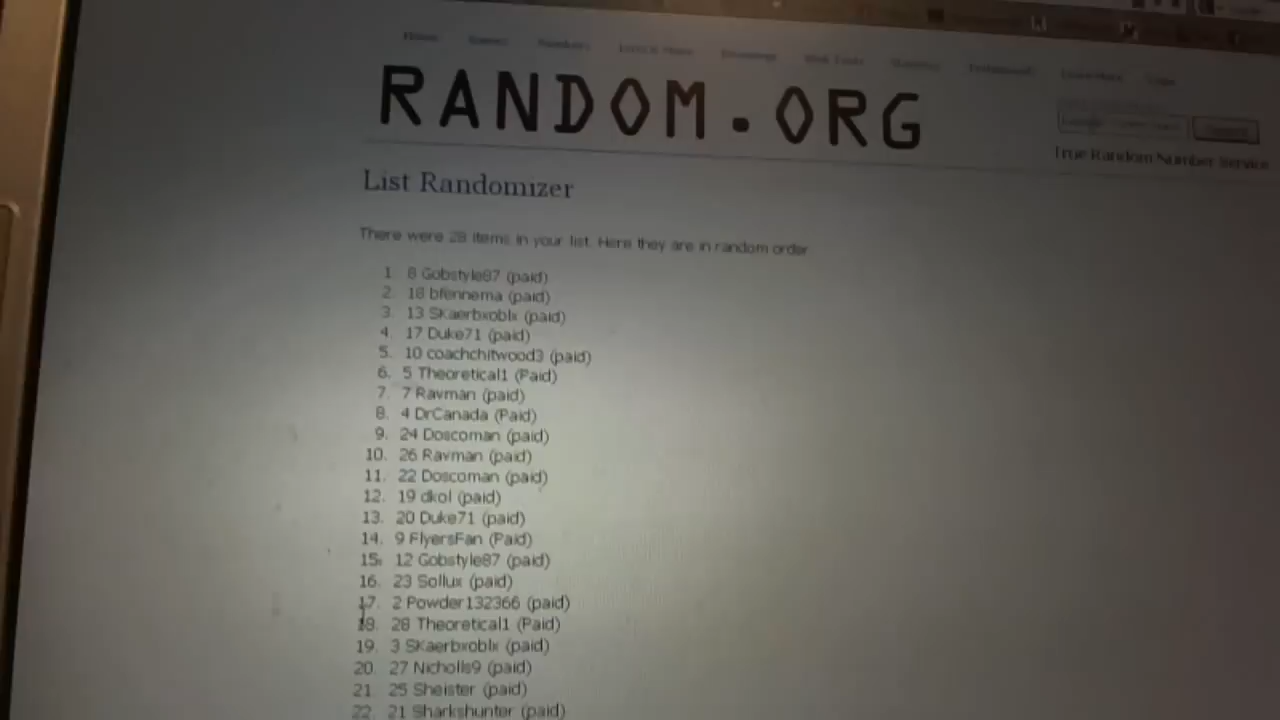 RANDOM.ORG
True Random Number Service
List Randomizer
There were 28 items in your list. Here they are in random order
1 8 Gobstyle87 (paid)
2. 18 bfennema (paid)
3. 13 SKaerbxoblx (paid)
4. 17 Duke71 (paid)
5. 10 coachchitwood3 (paid)
6. 5 Theoretical1 (Paid)
7. 7 Ravman (paid)
8. 4 DrCanada (Paid)
9. 24 Doscoman (paid)
10. 26 Ravman (paid)
11. 22 Doscoman (paid)
12. 19 dkol (paid)
13. 20 Duke71 (paid)
14. 9 FlyersFan (Paid)
15. 12 Gobstyle87 (paid)
16. 23 Sollux (paid)
17. 2 Powder132366 (paid)
18. 28 Theoretical1 (Paid)
19. 3 SKaerbxoblx (paid)
20. 27 Nicholls9 (paid)
21. 25 Sheister (paid)
22. 21 Sharkshunter (paid)